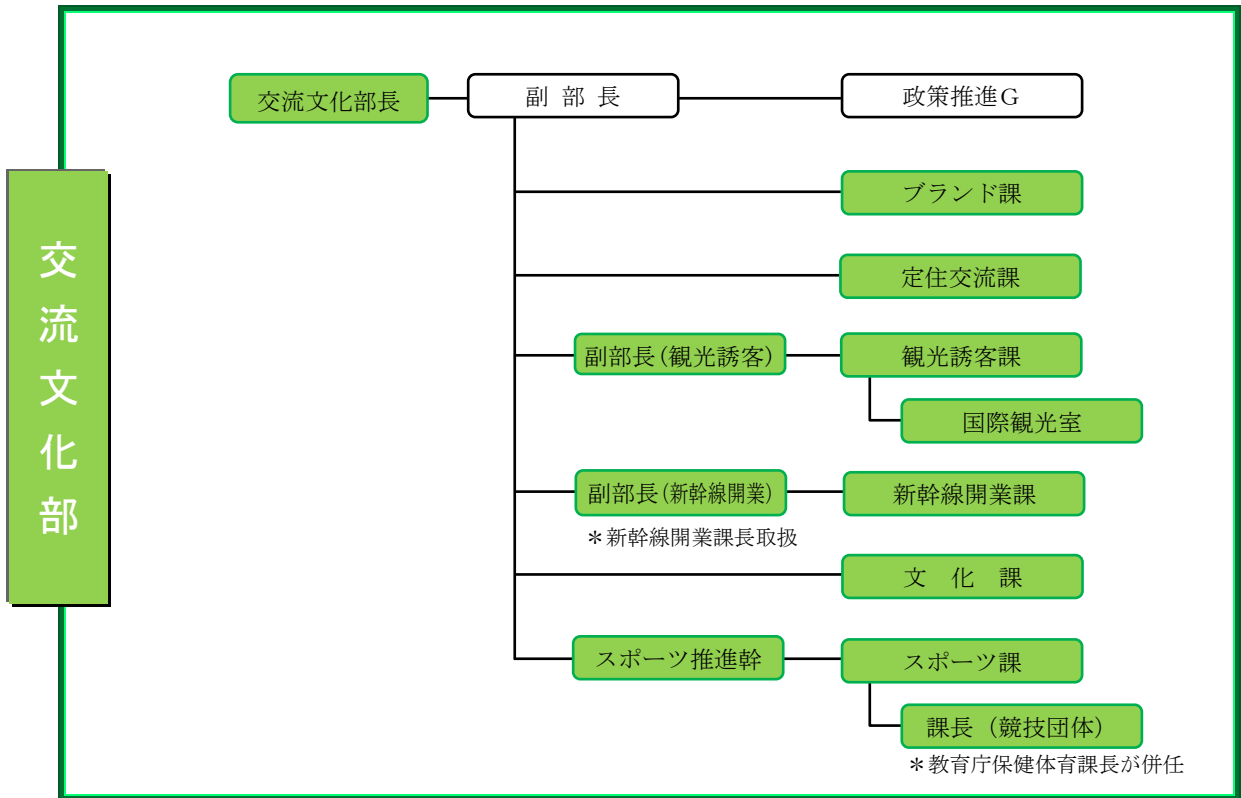 交流文化部
交流文化部長
副 部 長
政策推進G
ブランド課
定住交流課
副部長(観光誘客)
観光誘客課
国際観光室
副部長(新幹線開業)
新幹線開業課
＊新幹線開業課長取扱
文 化 課
スポーツ推進幹
スポーツ課
課長（競技団体）
＊教育庁保健体育課長が併任